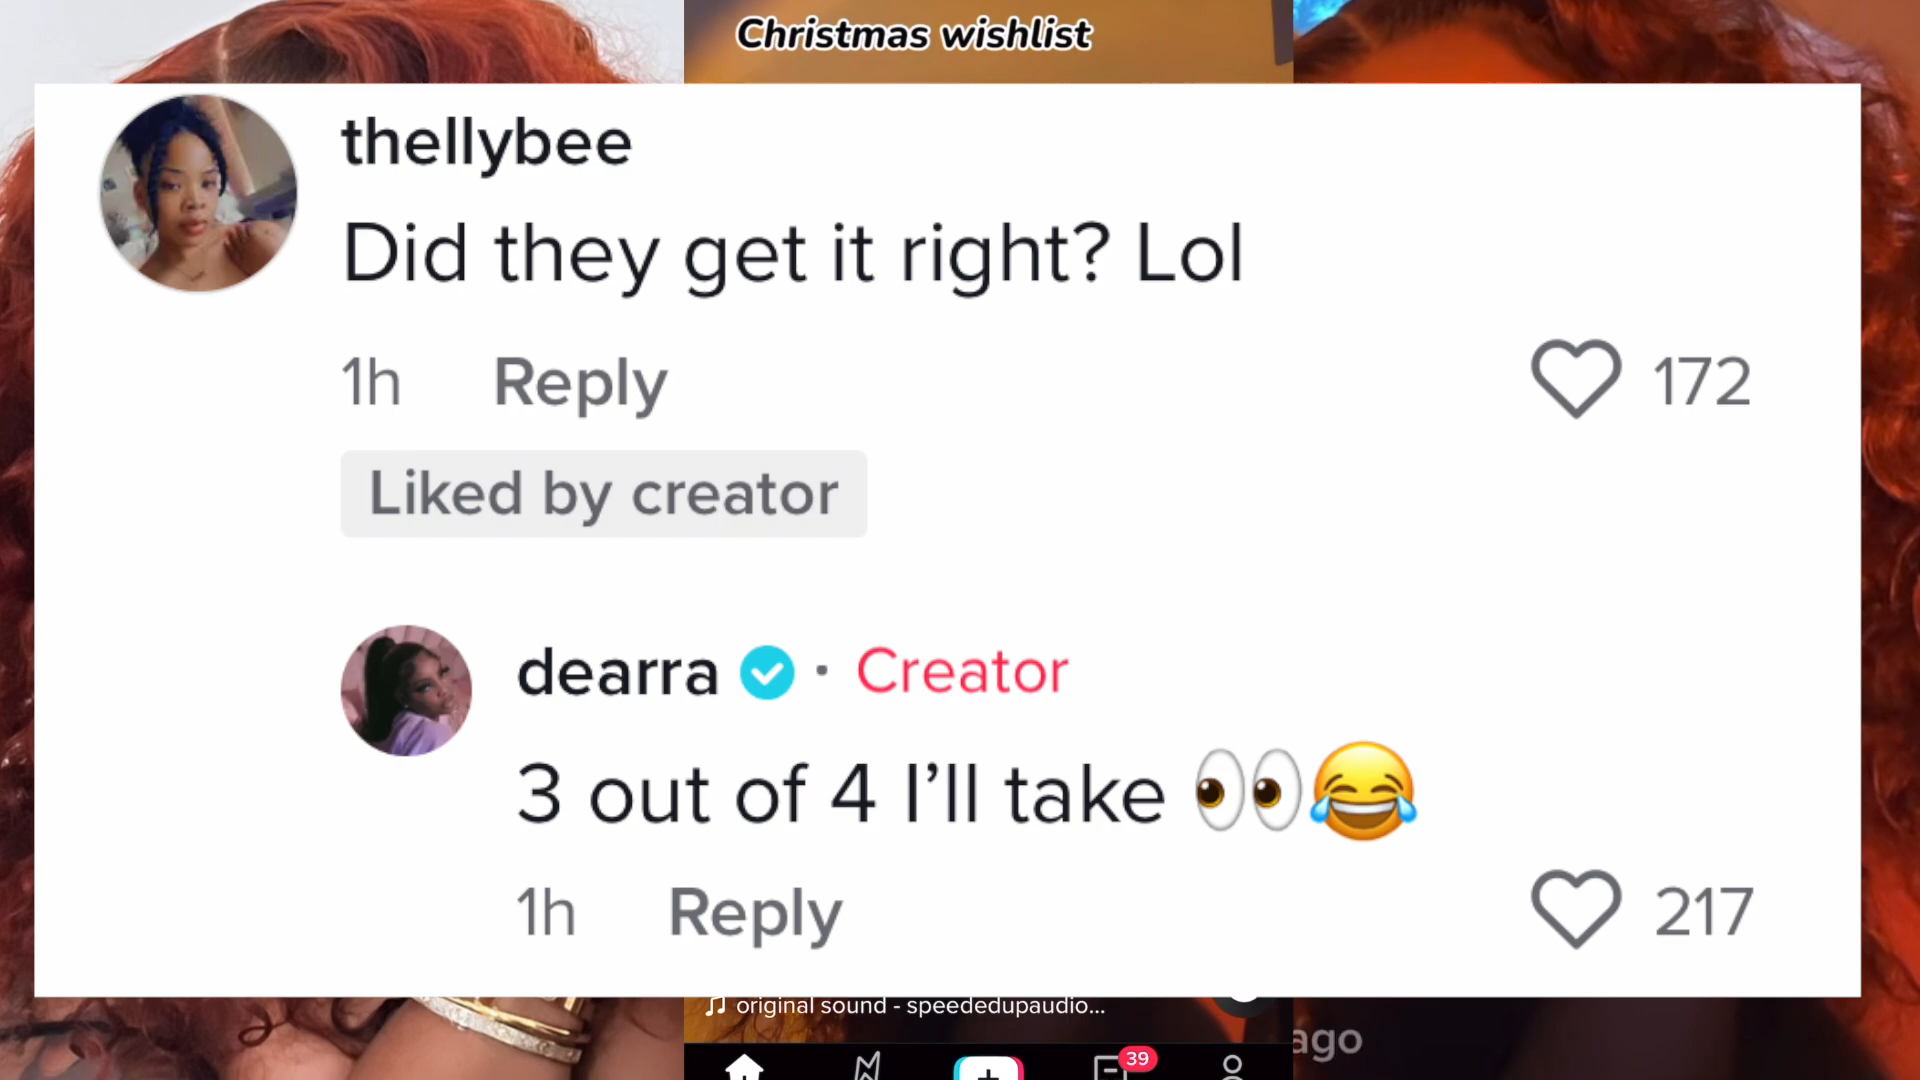 Christmas wishlist
thellybee
Did they get it right? Lol
1h Reply 172
Liked by creator
dearra · Creator
3 out of 4 I’ll take 👀😂
1h Reply 217
original sound - speededupaudio...
ago
39